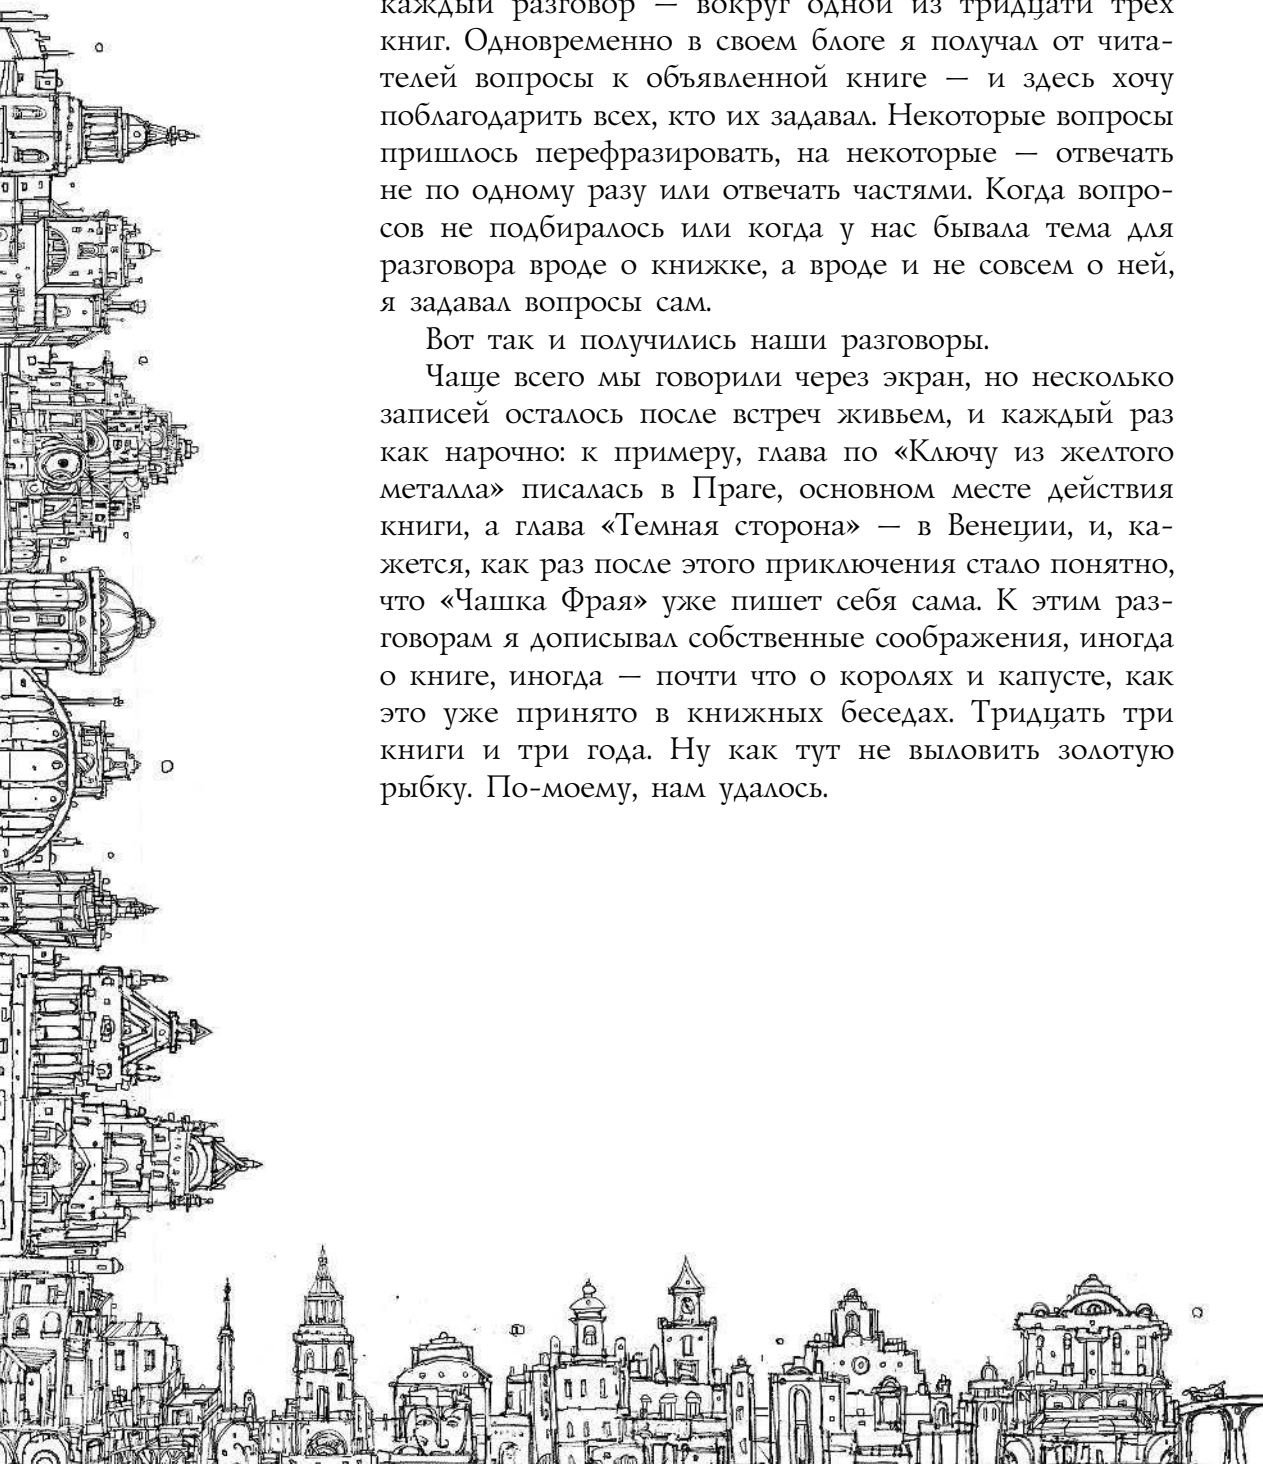 каждый разговор — вокруг одной из тридцати трех
книг. Одновременно в своем блоге я получал от чита-
телей вопросы к объявленной книге — и здесь хочу
поблагодарить всех, кто их задавал. Некоторые вопросы
пришлось перефразировать, на некоторые — отвечать
не по одному разу или отвечать частями. Когда вопро-
сов не подбиралось или когда у нас бывала тема для
разговора вроде о книжке, а вроде и не совсем о ней,
я задавал вопросы сам.
Вот так и получились наши разговоры.
Чаще всего мы говорили через экран, но несколько
записей осталось после встреч живьем, и каждый раз
как нарочно: к примеру, глава по «Ключу из желтого
металла» писалась в Праге, основном месте действия
книги, а глава «Темная сторона» — в Венеции, и, ка-
жется, как раз после этого приключения стало понятно,
что «Чашка Фрая» уже пишет себя сама. К этим раз-
говорам я дописывал собственные соображения, иногда
о книге, иногда — почти что о королях и капусте, как
это уже принято в книжных беседах. Тридцать три
книги и три года. Ну как тут не выловить золотую
рыбку. По-моему, нам удалось.